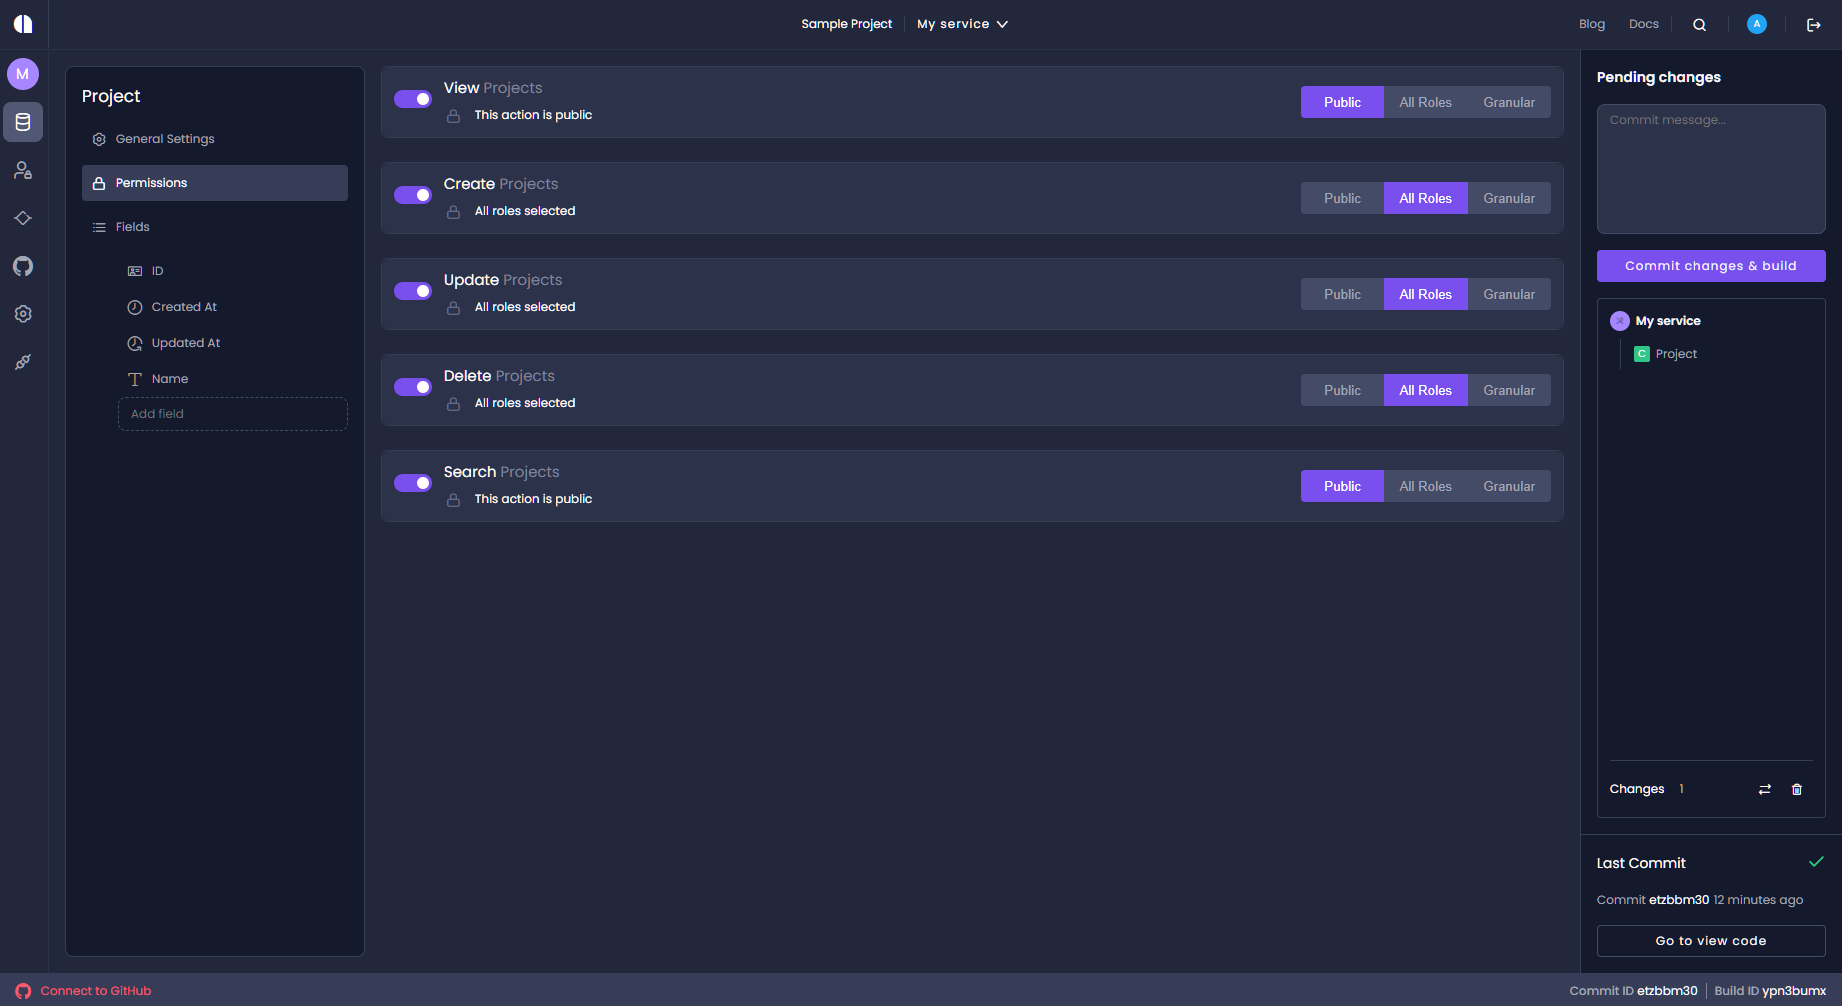 Sample Project
My service
Blog
Docs
A
M
Project
General Settings
Permissions
Fields
ID
Created At
Updated At
Name
Add field
View Projects
This action is public
Public All Roles Granular
Create Projects
All roles selected
Public All Roles Granular
Update Projects
All roles selected
Public All Roles Granular
Delete Projects
All roles selected
Public All Roles Granular
Search Projects
This action is public
Public All Roles Granular
Pending changes
Commit message...
Commit changes & build
My service
C Project
Changes 1
Last Commit
Commit etzbbm30 12 minutes ago
Go to view code
Connect to GitHub
Commit ID etzbbm30
Build ID ypn3bumx